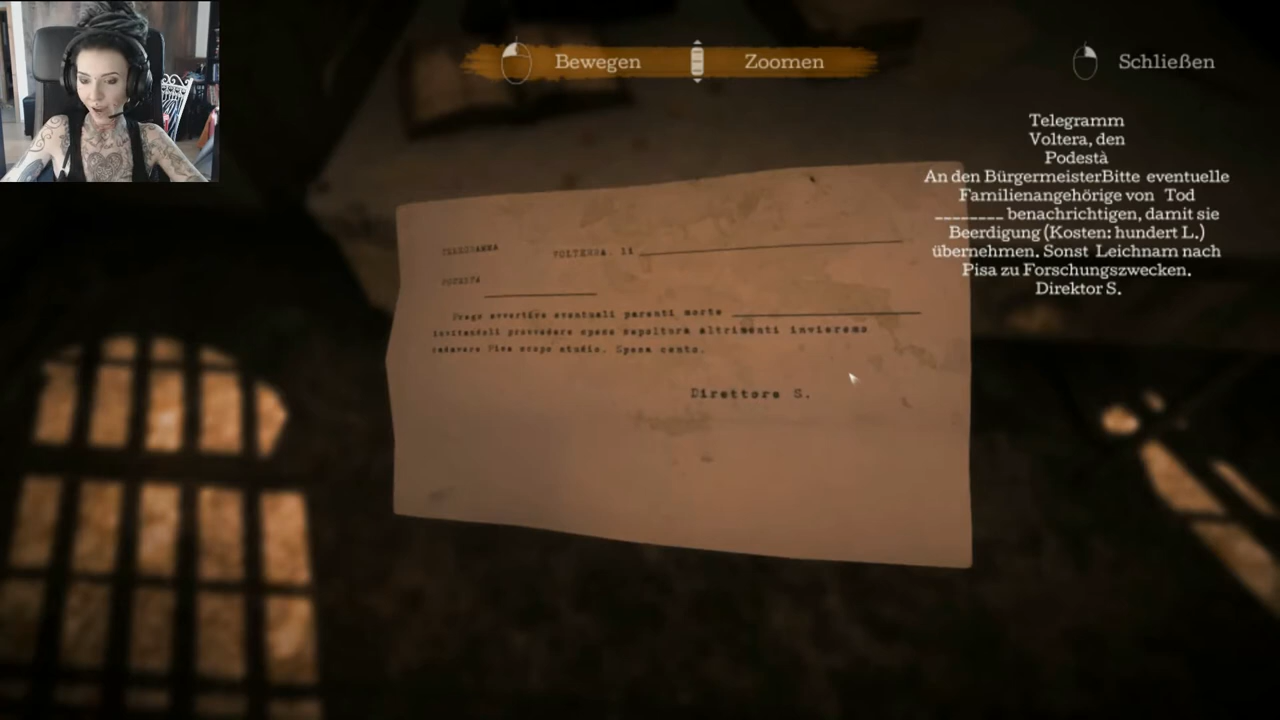 Bewegen
Zoomen
Schließen
Telegramm
Voltera, den
Podestà
An den BürgermeisterBitte eventuelle
Familienangehörige von Tod
________ benachrichtigen, damit sie
Beerdigung (Kosten: hundert L.)
übernehmen. Sonst Leichnam nach
Pisa zu Forschungszwecken.
Direktor S.
TELEGRAMMA VOLTERRA. li
PODESTA
Prego avvertire eventuali parenti morte
invitandoli provvedere spese sepoltura altrimenti invieremo
cadavere Pisa scopo studio. Spesa cento.
Direttore S.